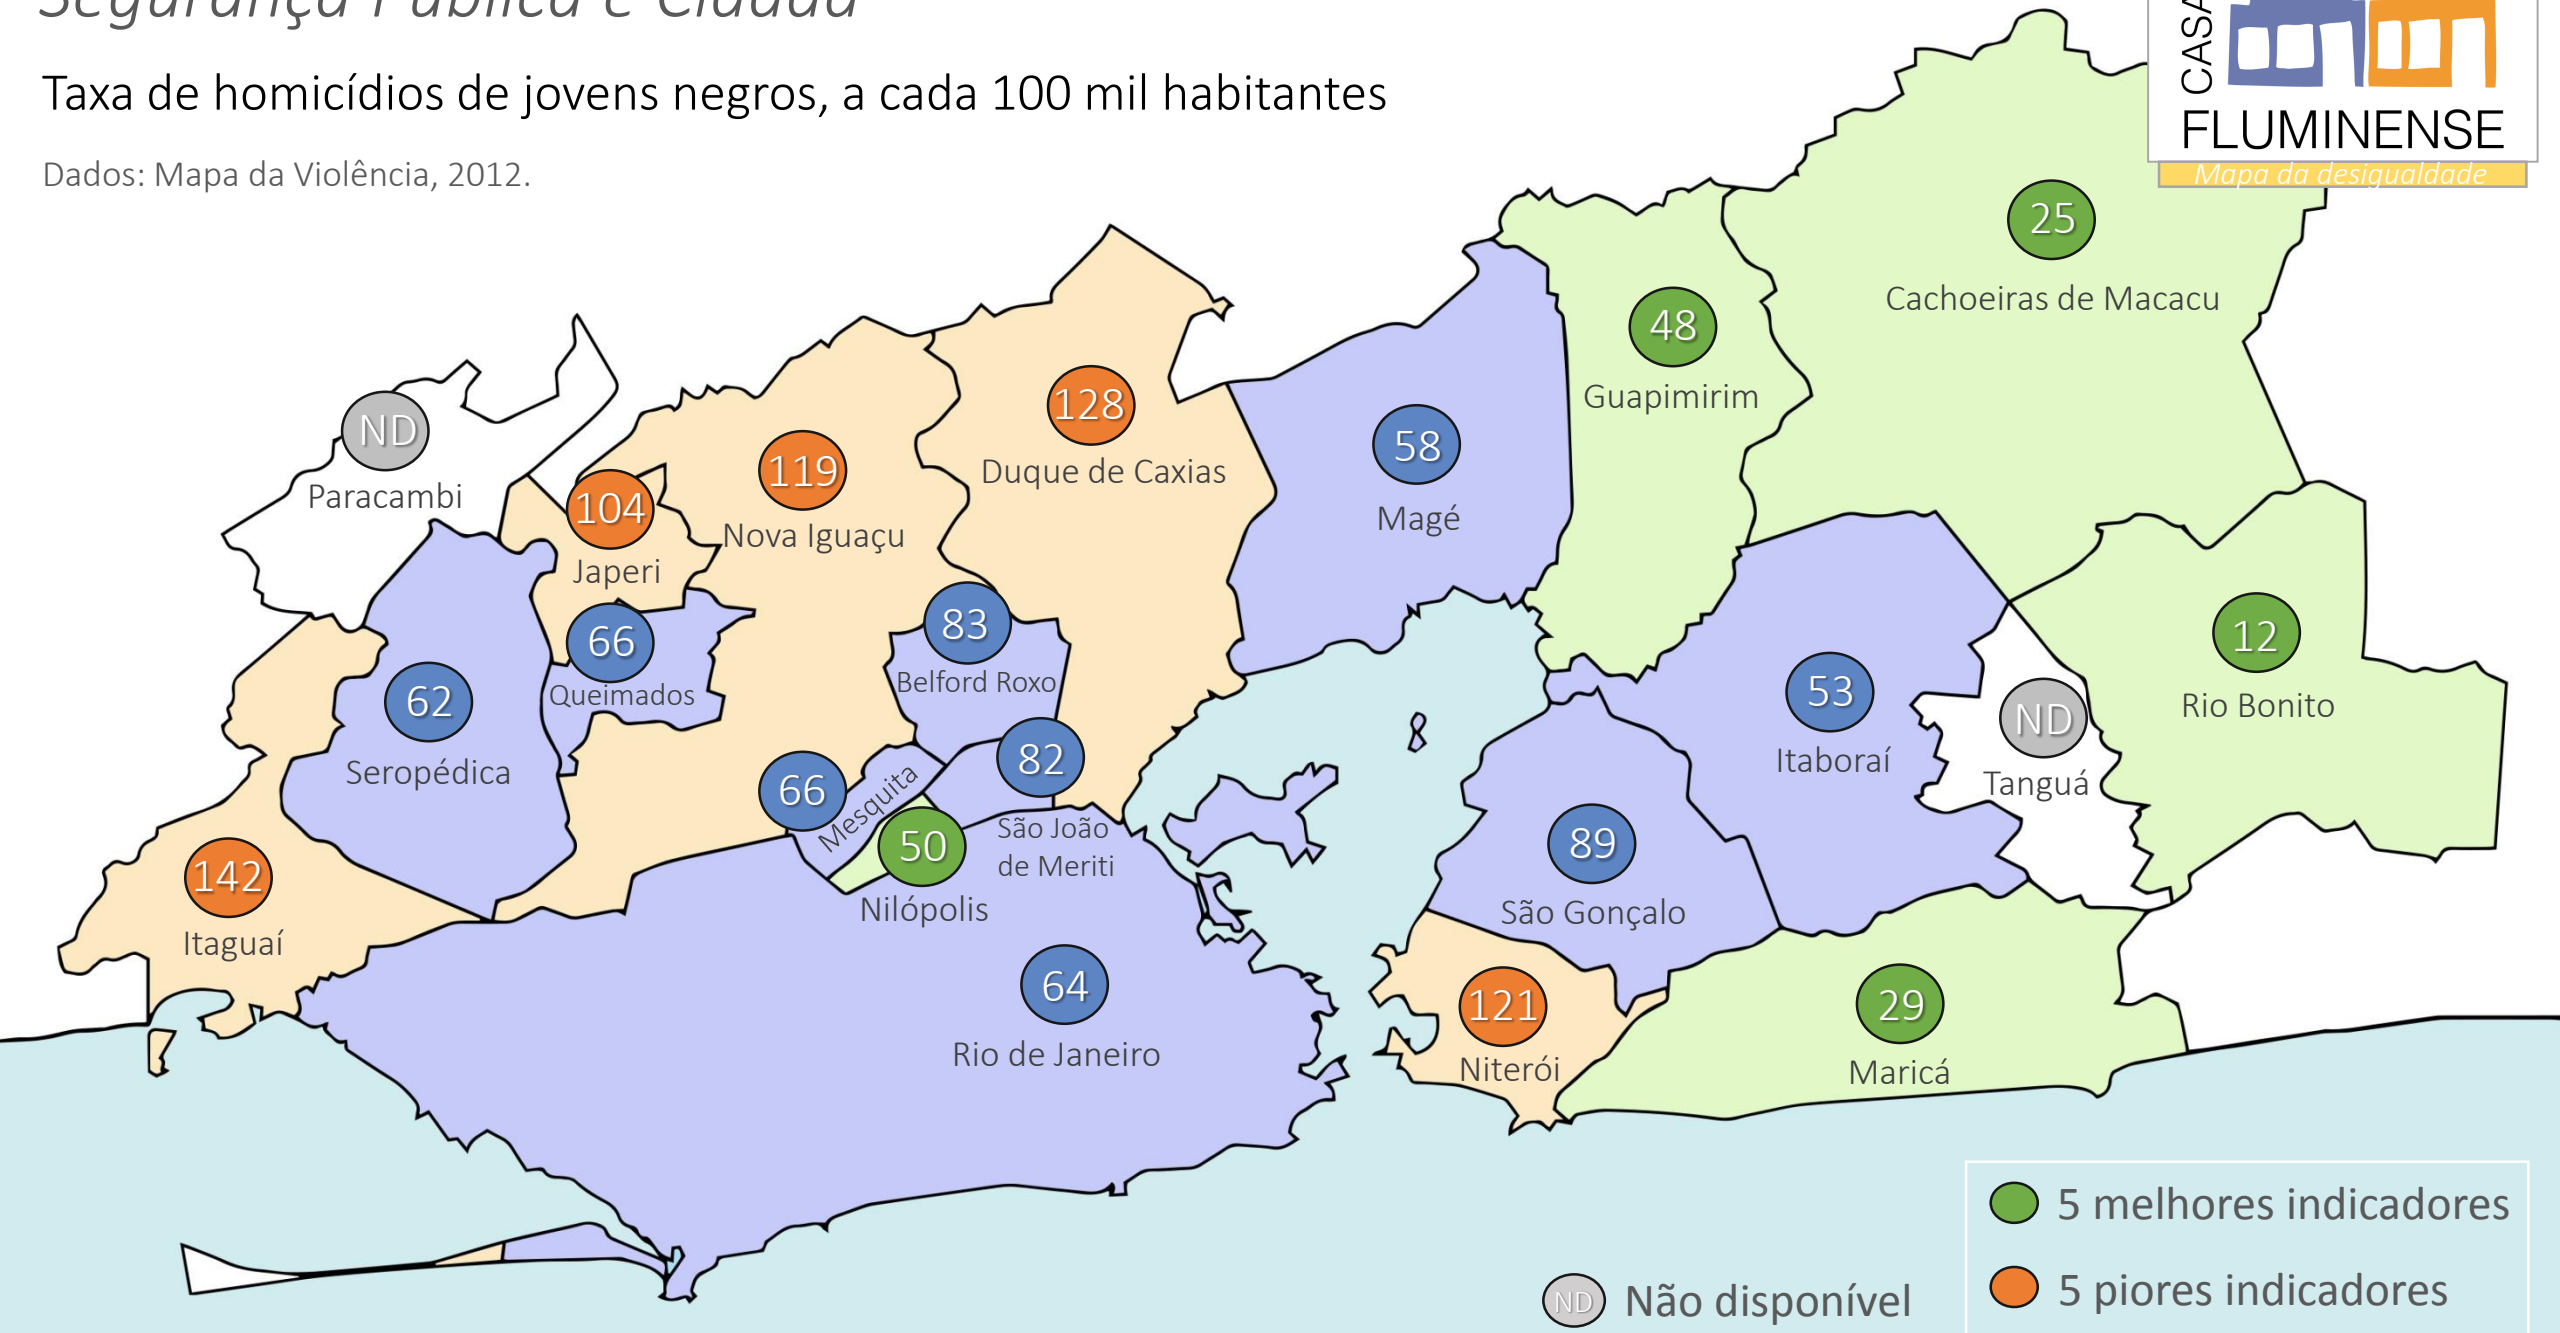 Segurança Pública e Cidadã
Taxa de homicídios de jovens negros, a cada 100 mil habitantes
Dados: Mapa da Violência, 2012.
CASA
FLUMINENSE
Mapa da desigualdade
25
Cachoeiras de Macacu
48
Guapimirim
128
Duque de Caxias
58
Magé
ND
Paracambi
119
Nova Iguaçu
104
Japeri
66
Queimados
83
Belford Roxo
12
Rio Bonito
62
Seropédica
53
Itaboraí
ND
Tanguá
82
São João
de Meriti
66
Mesquita
50
Nilópolis
89
São Gonçalo
142
Itaguaí
64
Rio de Janeiro
121
Niterói
29
Maricá
5 melhores indicadores
5 piores indicadores
ND Não disponível